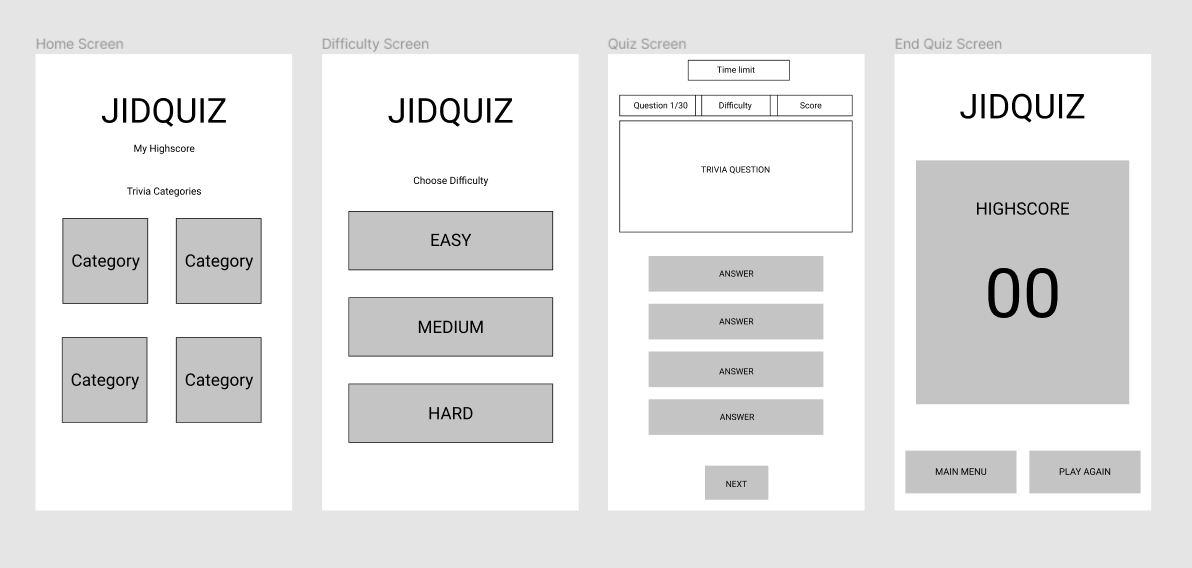 Home Screen
JIDQUIZ
My Highscore
Trivia Categories
Category
Category
Category
Category
Difficulty Screen
JIDQUIZ
Choose Difficulty
EASY
MEDIUM
HARD
Quiz Screen
Time limit
Question 1/30
Difficulty
Score
TRIVIA QUESTION
ANSWER
ANSWER
ANSWER
ANSWER
NEXT
End Quiz Screen
JIDQUIZ
HIGHSCORE
00
MAIN MENU
PLAY AGAIN